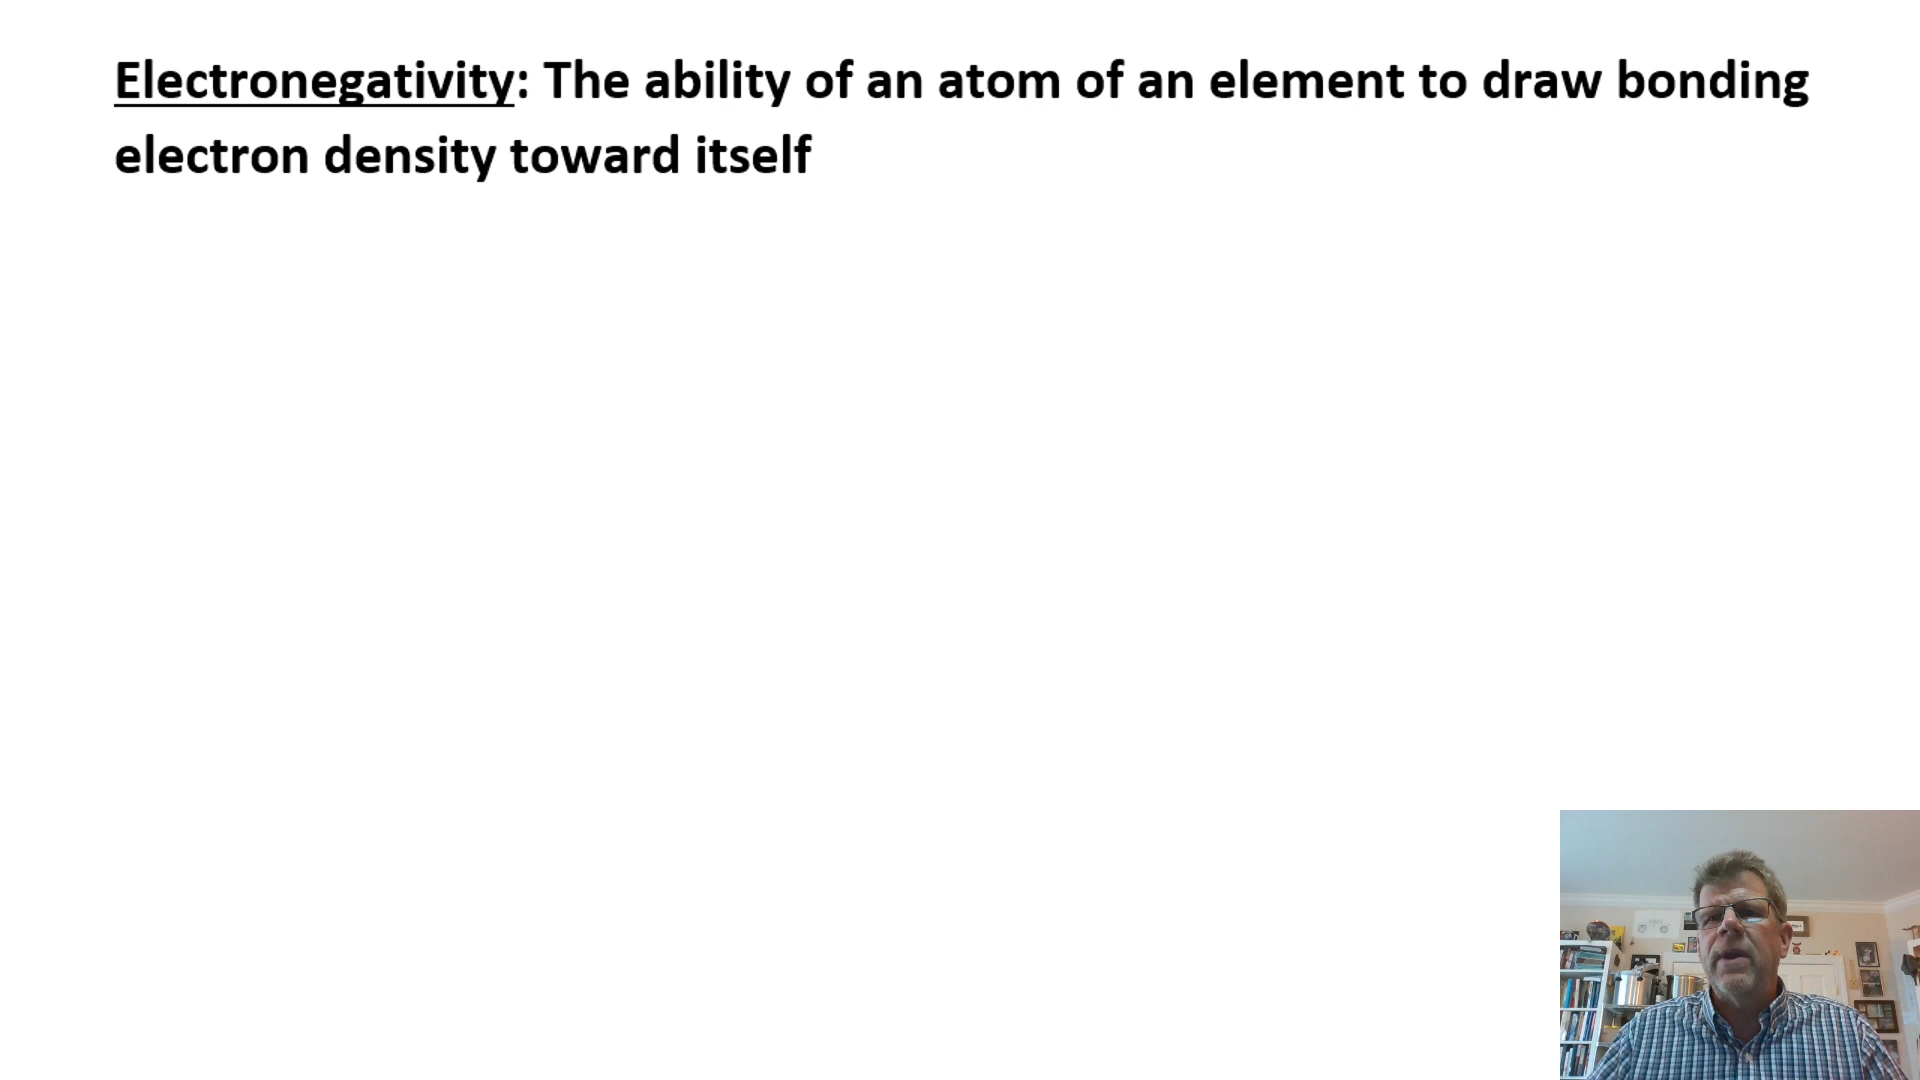 Electronegativity: The ability of an atom of an element to draw bonding
electron density toward itself